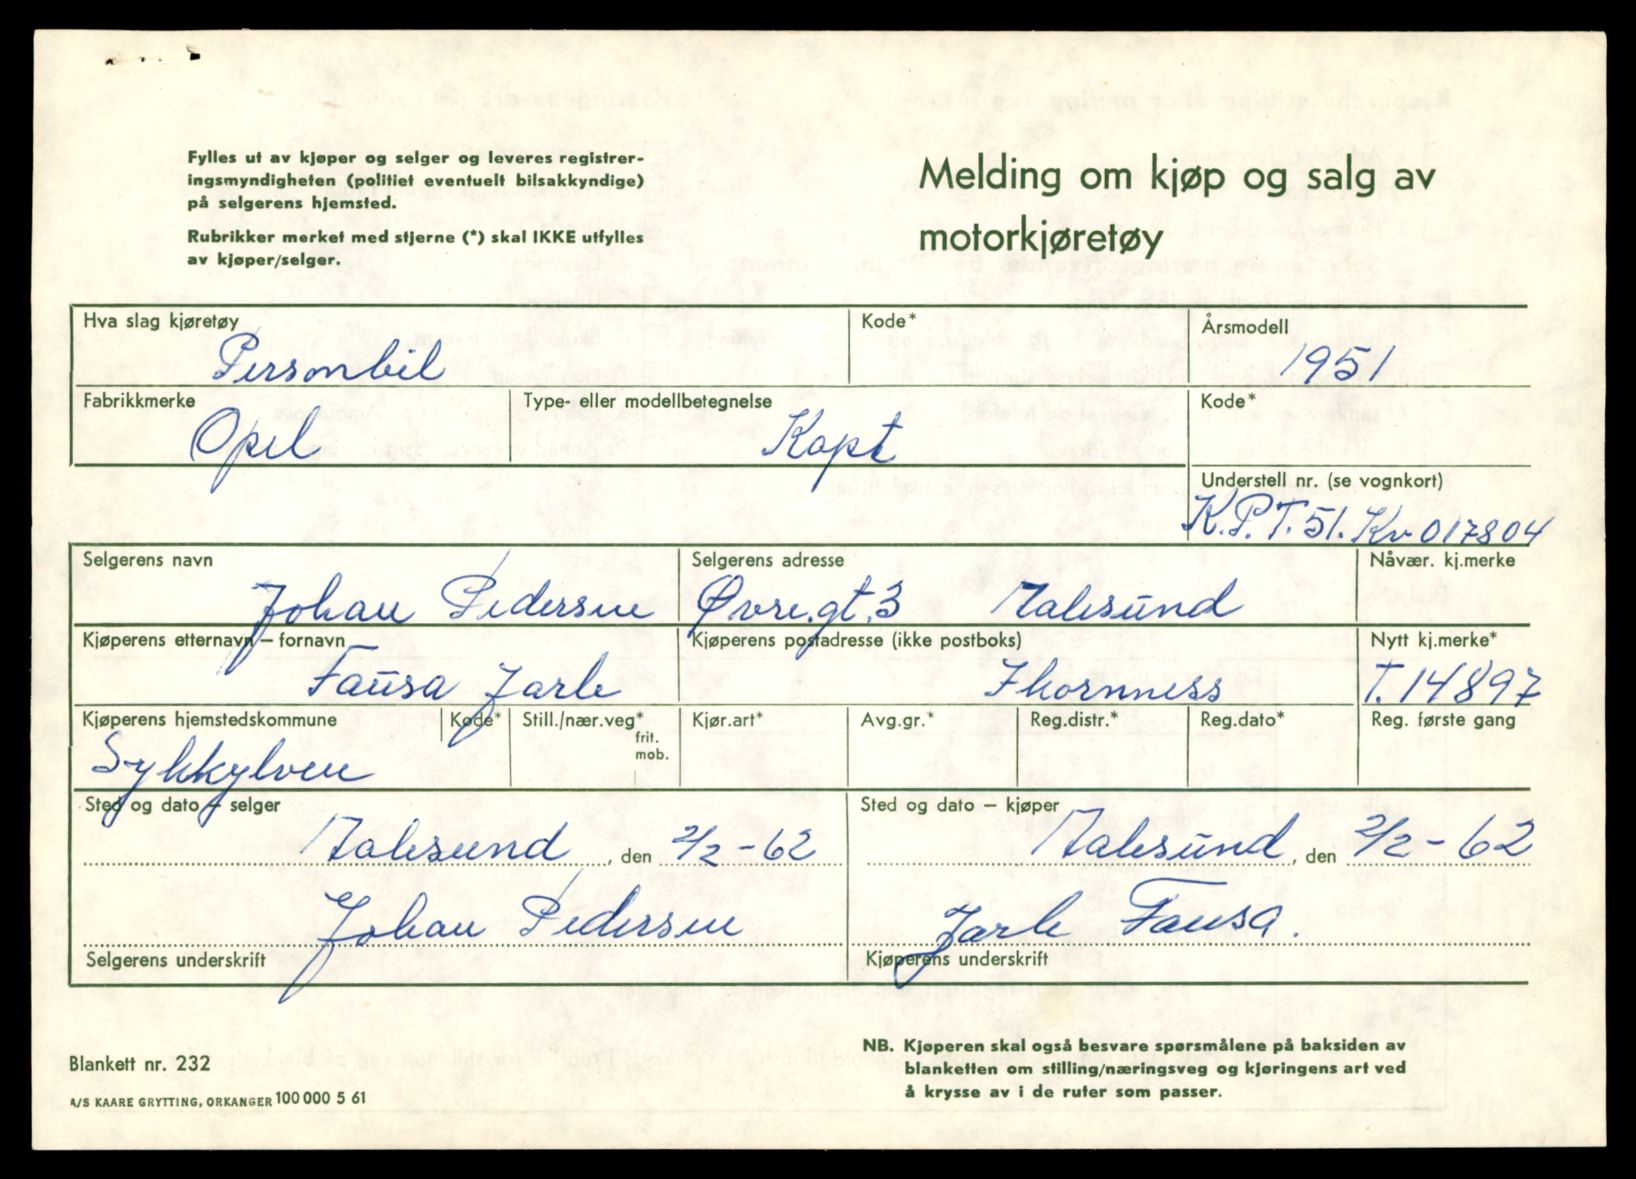 Fylles ut av kjøper og selger og leveres registrer-
ingsmyndigheten (politiet eventuelt bilsakkyndige)
på selgerens hjemsted.
Rubrikker merket med stjerne (*) skal IKKE utfylles
av kjøper/selger.
Melding om kjøp og salg av
motorkjøretøy
Hva slag kjøretøy
Personbil
Kode*
Årsmodell
1951
Fabrikkmerke
Opel
Type- eller modellbetegnelse
Kapt
Kode*
Understell nr. (se vognkort)
K.P.T. 51. Kv 017804
Selgerens navn
Johan Pedersen
Selgerens adresse
Øvre.gt.3 Aalesund
Nåvær. kj.merke
Kjøperens etternavn – fornavn
Fausa Jarle
Kjøperens postadresse (ikke postboks)
Ikornness
Nytt kj.merke*
T.14897
Kjøperens hjemstedskommune
Sykkylven
Kode*
Still./nær.veg*
frit.
mob.
Kjør.art*
Avg.gr.*
Reg.distr.*
Reg.dato*
Reg. første gang
Sted og dato – selger
Aalesund, den 2/2-62
Johan Pedersen
Selgerens underskrift
Sted og dato – kjøper
Aalesund, den 2/2-62
Jarle Fausa.
Kjøperens underskrift
Blankett nr. 232
A/S KAARE GRYTTING, ORKANGER 100 000 5 61
NB. Kjøperen skal også besvare spørsmålene på baksiden av
blanketten om stilling/næringsveg og kjøringens art ved
å krysse av i de ruter som passer.